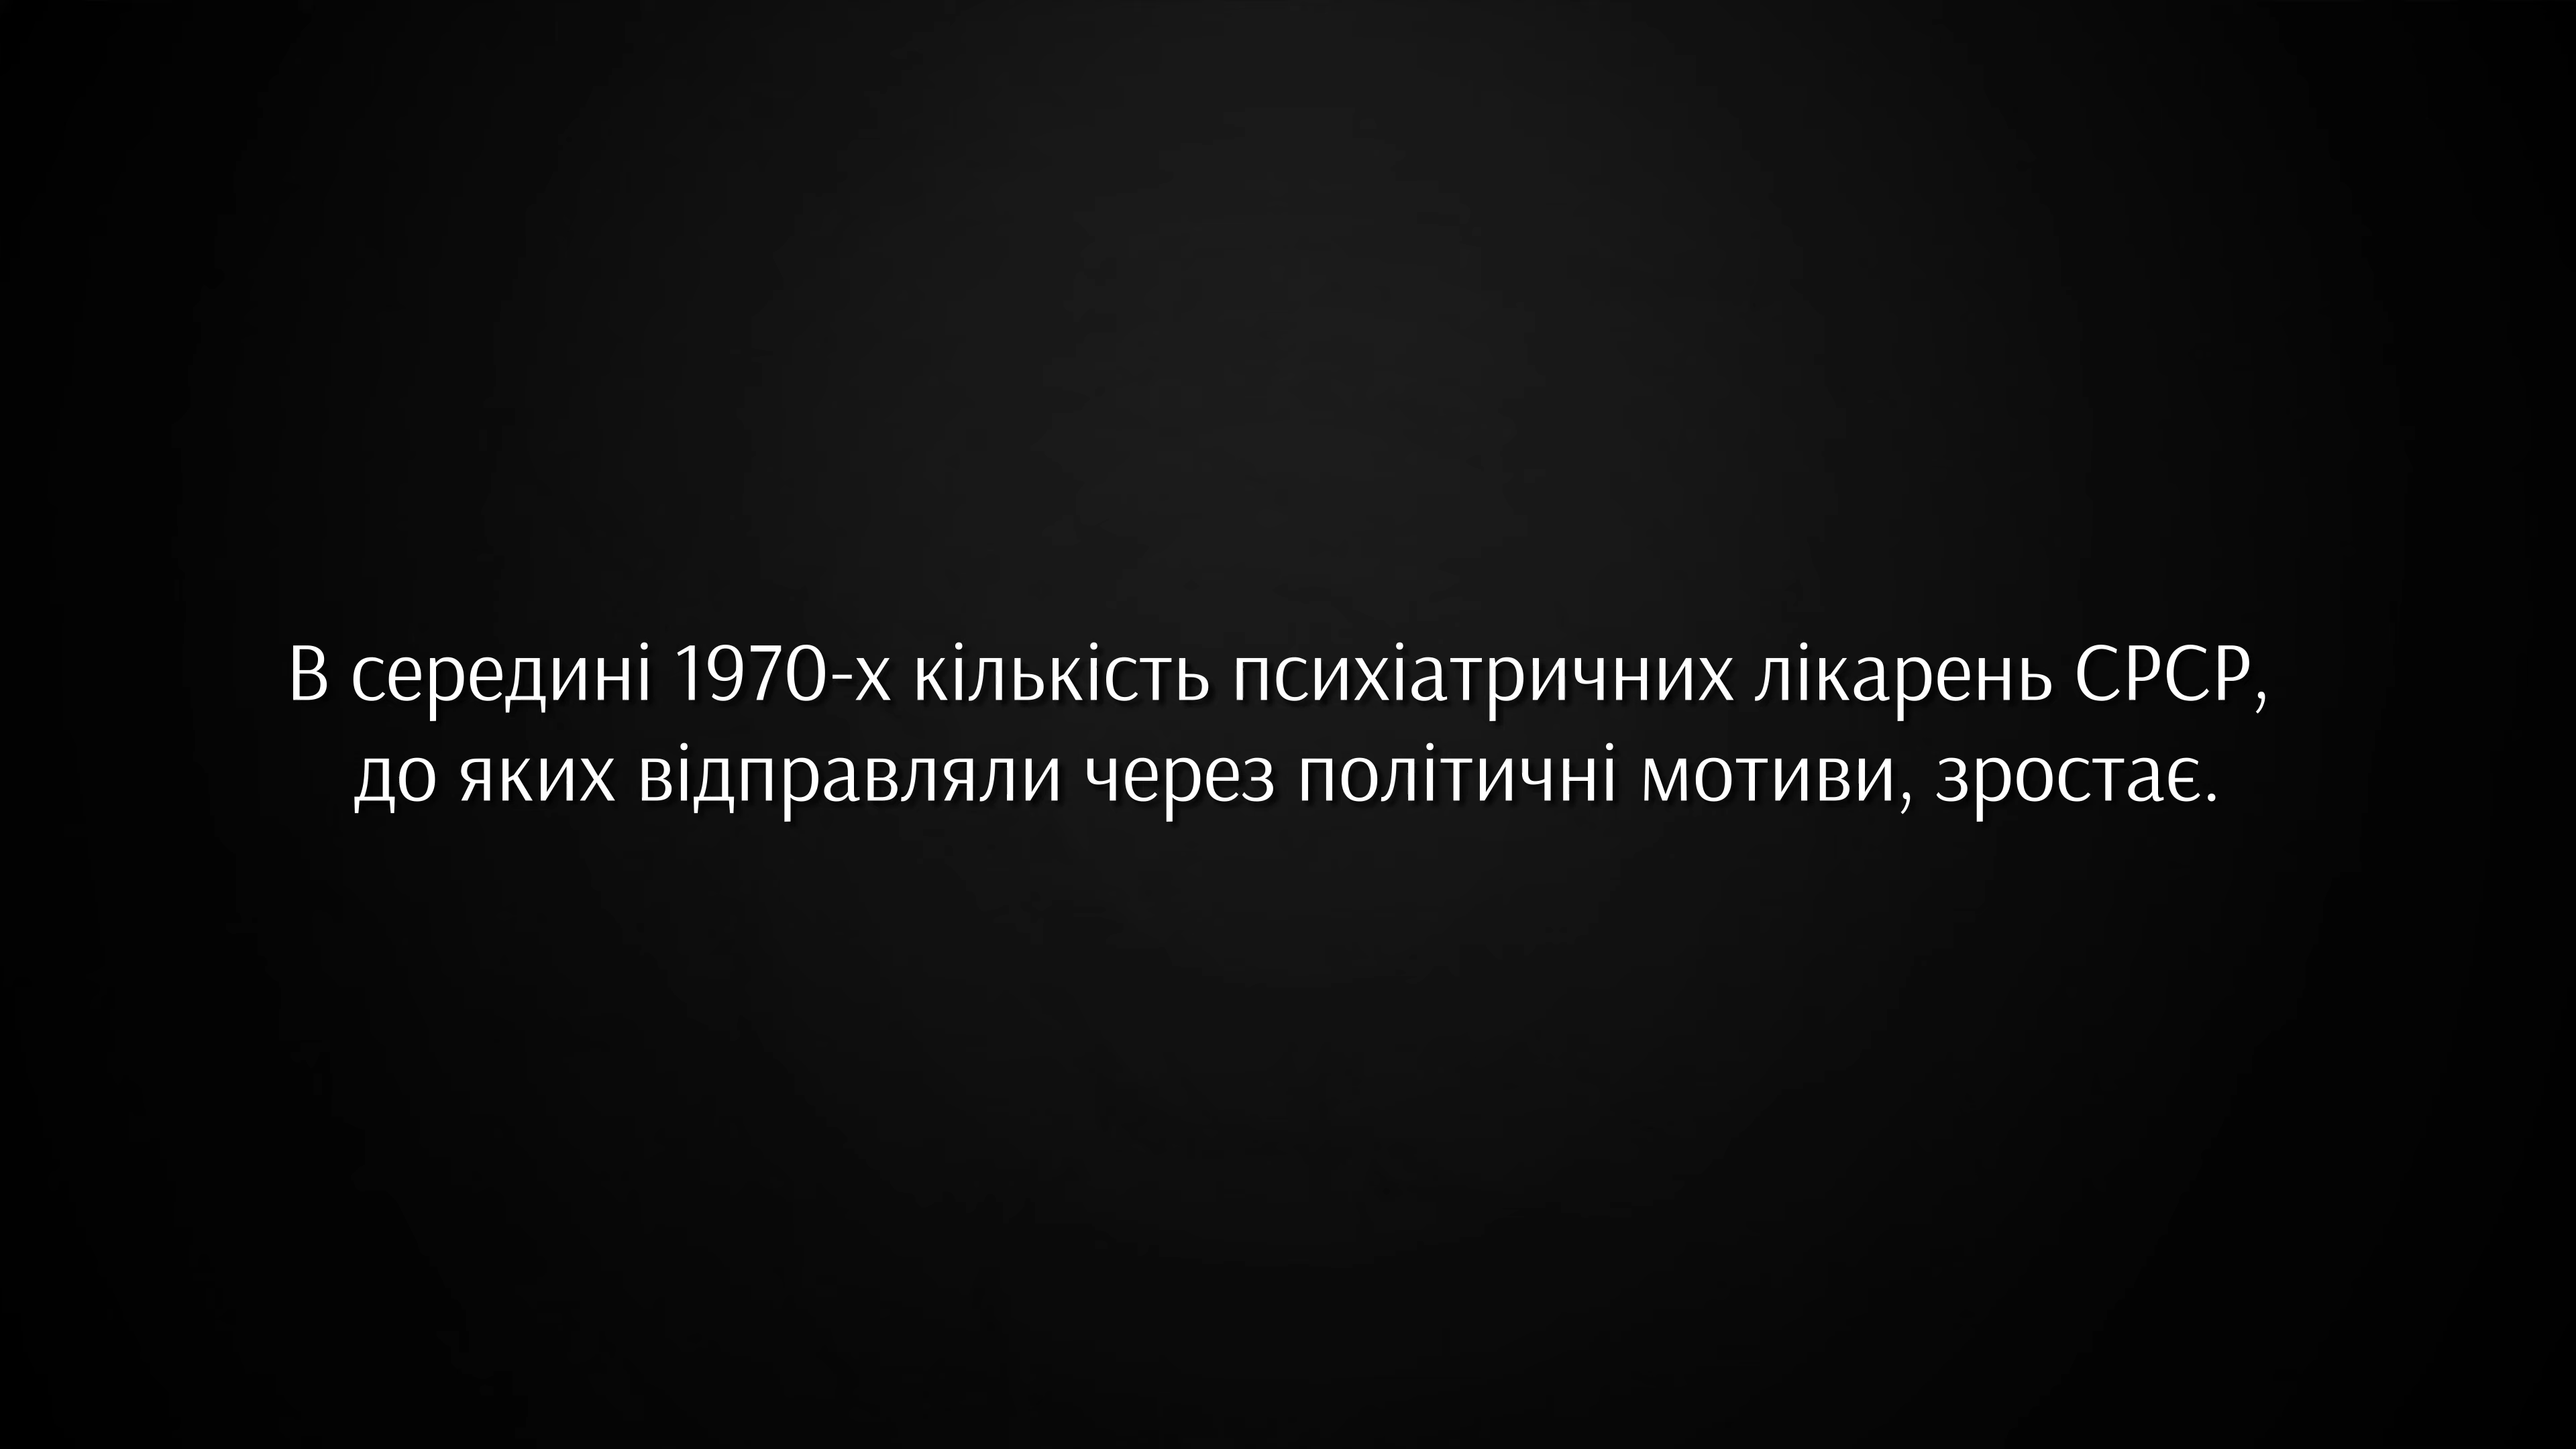 В середині 1970-х кількість психіатричних лікарень СРСР,
до яких відправляли через політичні мотиви, зростає.